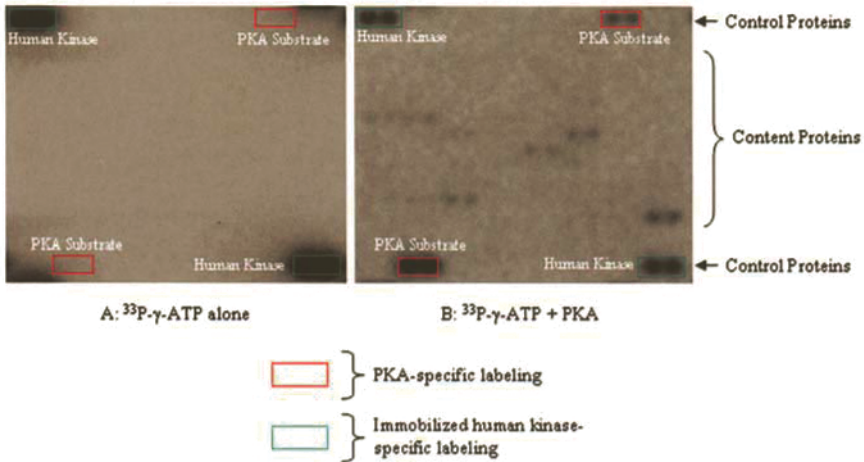 Human Kinase
PKA Substrate
PKA Substrate
Human Kinase
A: ³³P-γ-ATP alone
Human Kinase
PKA Substrate
PKA Substrate
Human Kinase
B: ³³P-γ-ATP + PKA
Control Proteins
Content Proteins
Control Proteins
PKA-specific labeling
Immobilized human kinase-
specific labeling